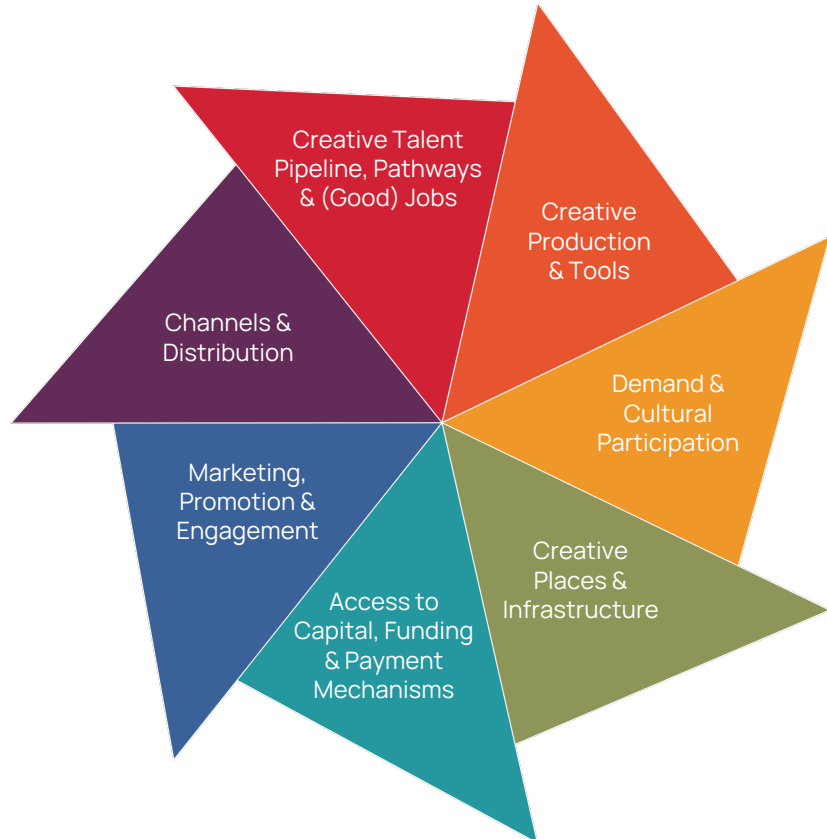 Creative Talent
Pipeline, Pathways
& (Good) Jobs
Creative
Production
& Tools
Demand &
Cultural
Participation
Creative
Places &
Infrastructure
Access to
Capital, Funding
& Payment
Mechanisms
Marketing,
Promotion &
Engagement
Channels &
Distribution